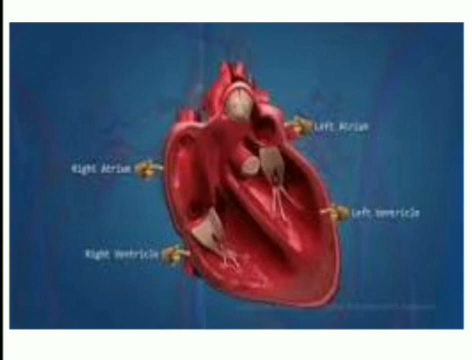 Left Atrium
Right Atrium
Left Ventricle
Right Ventricle